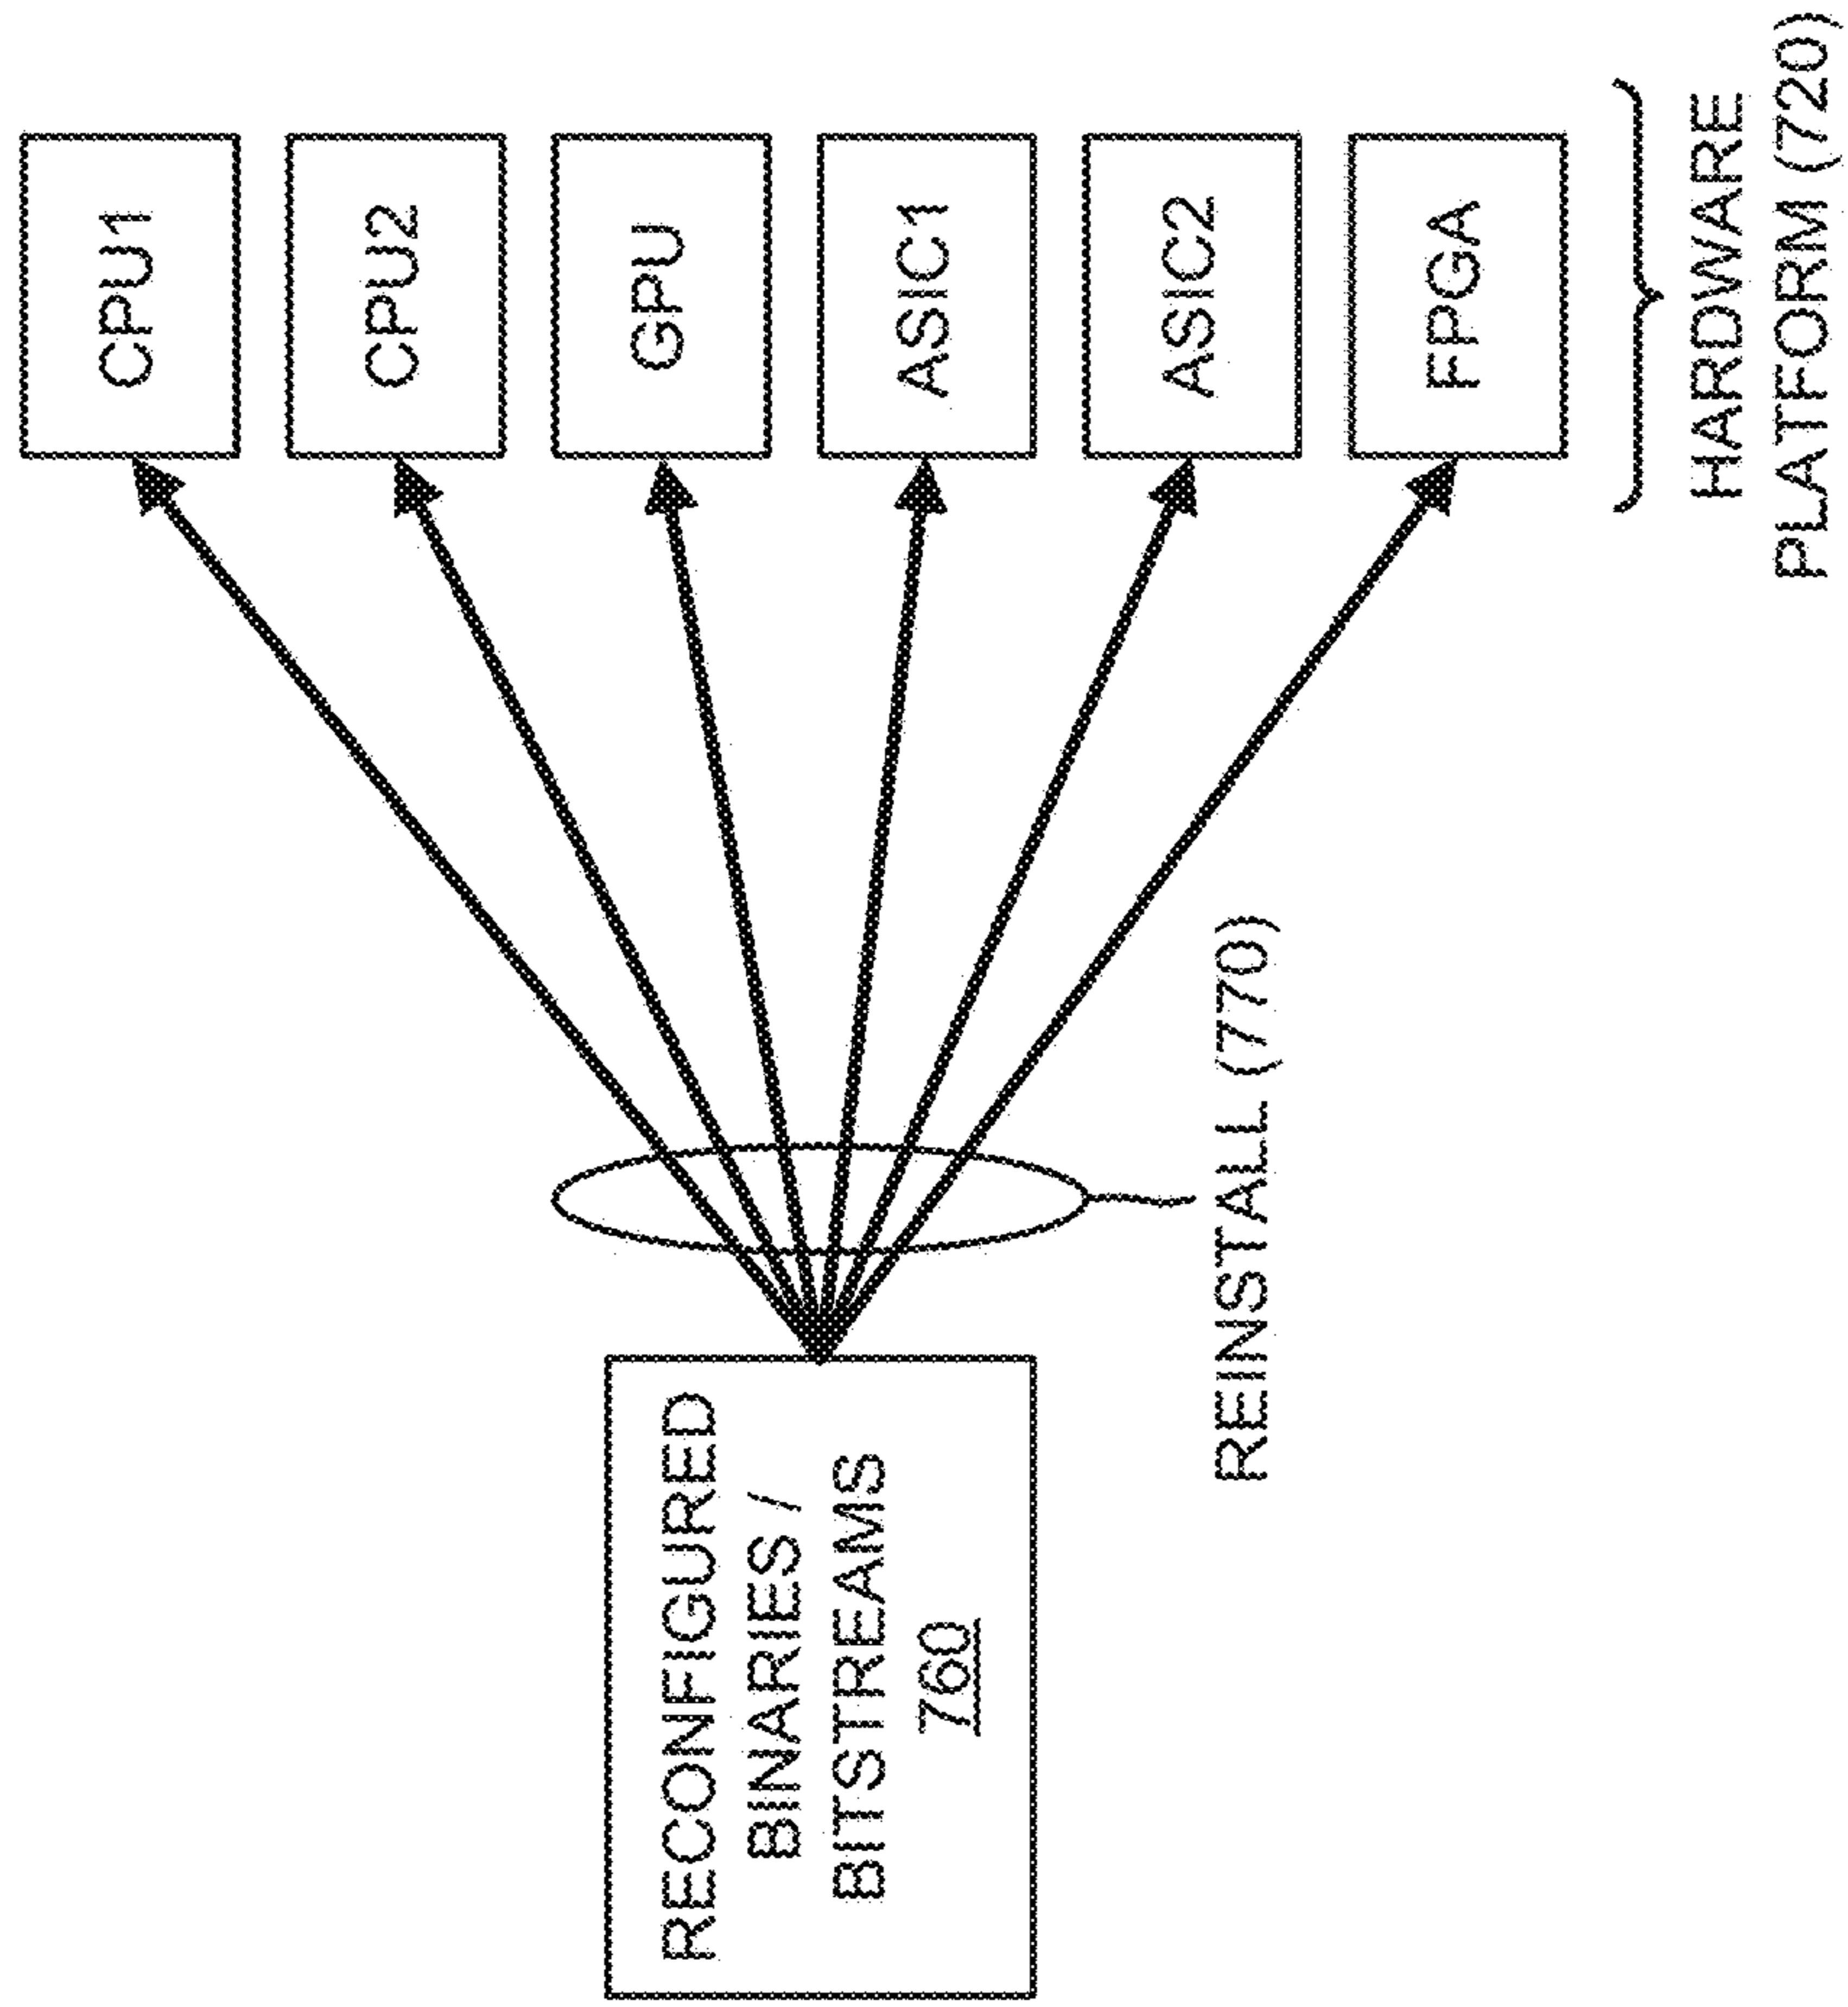 RECONFIGURED
BINARIES /
BITSTREAMS
760
REINSTALL (770)
CPU1
CPU2
GPU
ASIC1
ASIC2
FPGA
HARDWARE
PLATFORM (720)